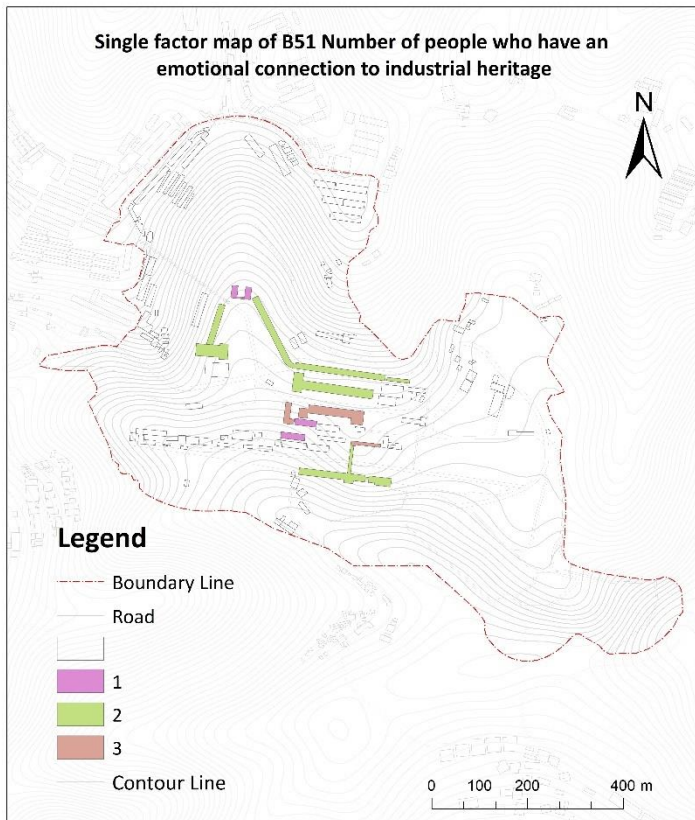 Single factor map of B51 Number of people who have an
emotional connection to industrial heritage
N
Legend
Boundary Line
Road
1
2
3
Contour Line
0 100 200 400 m